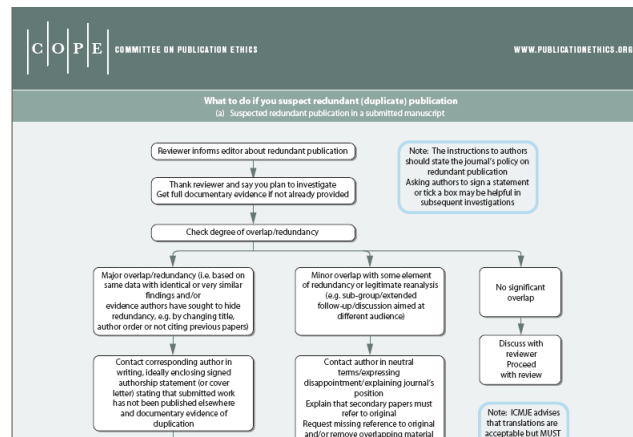 COPE COMMITTEE ON PUBLICATION ETHICS
WWW.PUBLICATIONETHICS.ORG
What to do if you suspect redundant (duplicate) publication
(a) Suspected redundant publication in a submitted manuscript
Reviewer informs editor about redundant publication
Thank reviewer and say you plan to investigate
Get full documentary evidence if not already provided
Check degree of overlap/redundancy
Note: The instructions to authors
should state the journal's policy on
redundant publication
Asking authors to sign a statement
or tick a box may be helpful in
subsequent investigations
Major overlap/redundancy (i.e. based on
same data with identical or very similar
findings and/or
evidence authors have sought to hide
redundancy, e.g. by changing title,
author order or not citing previous papers)
Minor overlap with some element
of redundancy or legitimate reanalysis
(e.g. sub-group/extended
follow-up/discussion aimed at
different audience)
No significant
overlap
Contact corresponding author in
writing, ideally enclosing signed
authorship statement (or cover
letter) stating that submitted work
has not been published elsewhere
and documentary evidence of
duplication
Contact author in neutral
terms/expressing
disappointment/explaining journal's
position
Explain that secondary papers must
refer to original
Request missing reference to original
and/or remove overlapping material
Discuss with
reviewer
Proceed
with review
Note: ICMJE advises
that translations are
acceptable but MUST